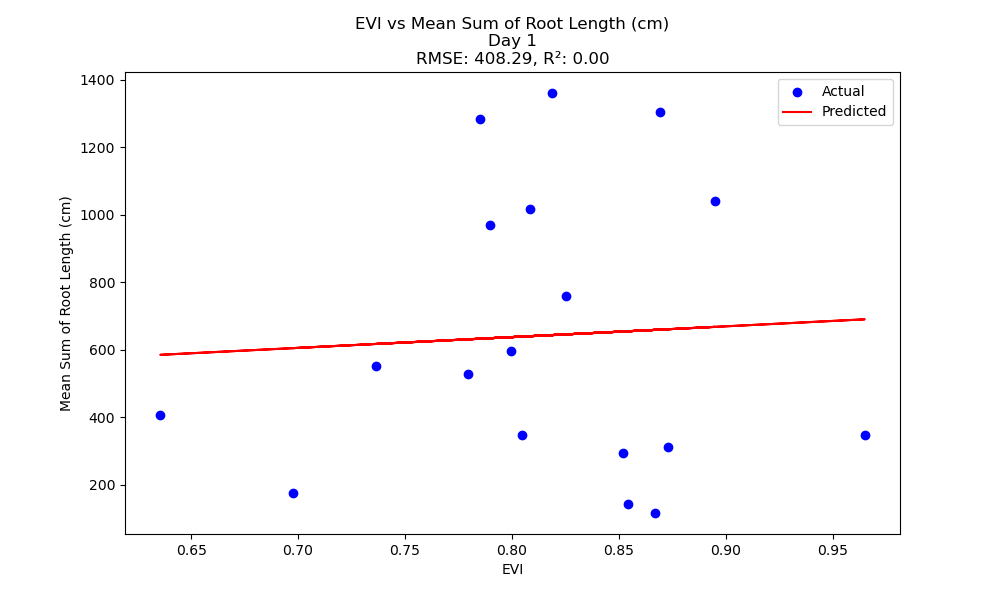 EVI vs Mean Sum of Root Length (cm)
Day 1
RMSE: 408.29, R²: 0.00
Actual
Predicted
Mean Sum of Root Length (cm)
1400
1200
1000
800
600
400
200
0.65 0.70 0.75 0.80 0.85 0.90 0.95
EVI